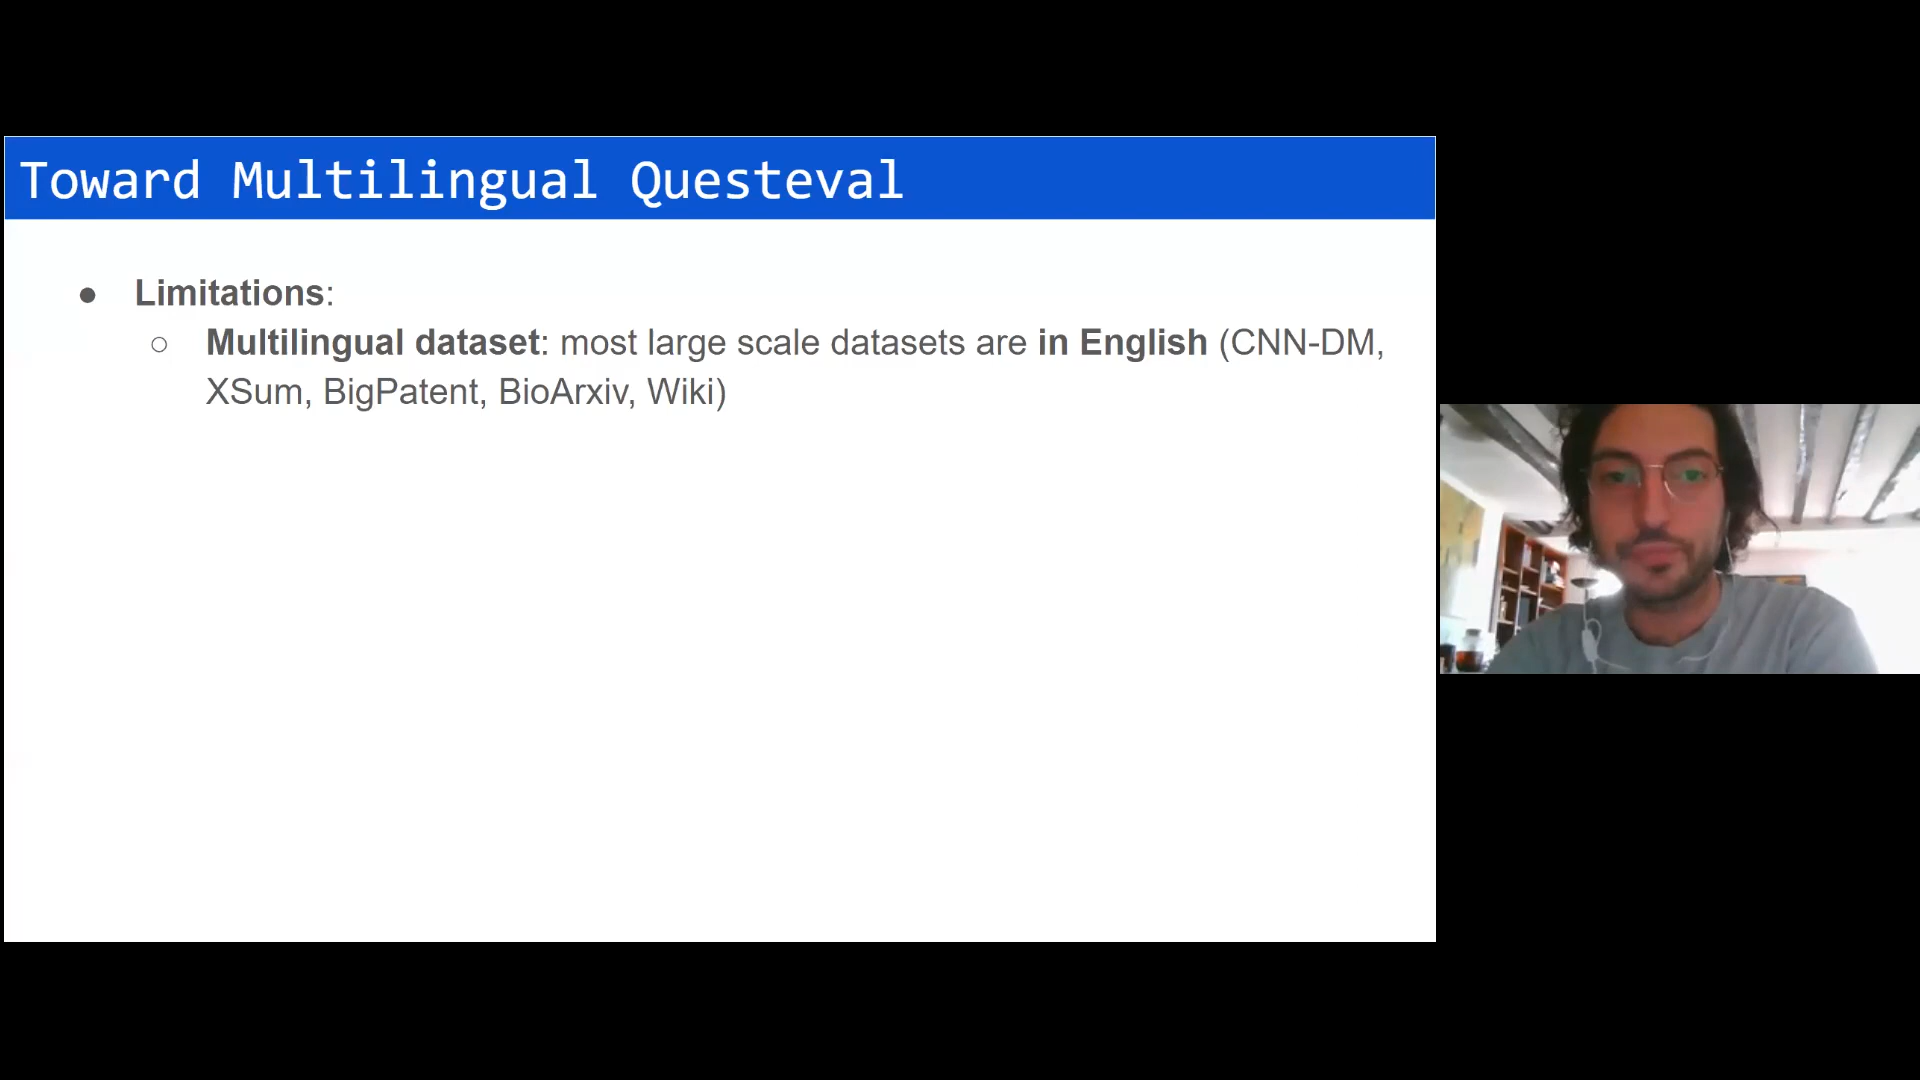 Toward Multilingual Questeval
● Limitations:
○ Multilingual dataset: most large scale datasets are in English (CNN-DM,
XSum, BigPatent, BioArxiv, Wiki)